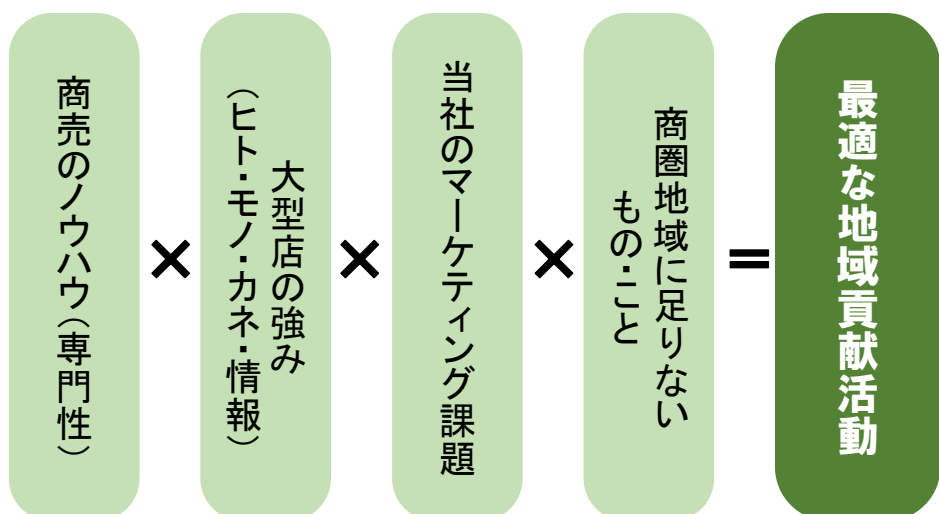 商売のノウハウ（専門性）
×
大型店の強み
（ヒト・モノ・カネ・情報）
×
当社のマーケティング課題
×
商圏地域に足りない
もの・こと
＝
最適な地域貢献活動